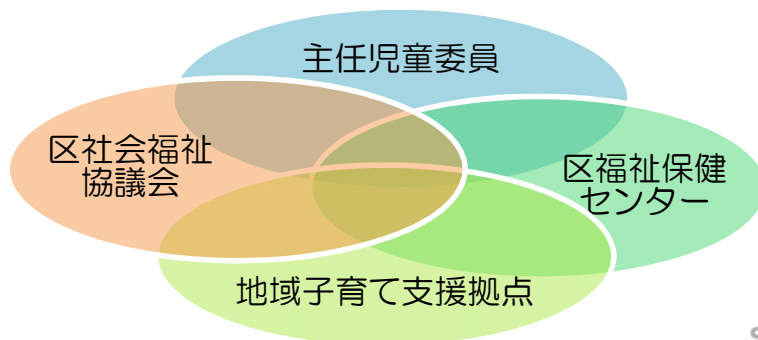 主任児童委員
区社会福祉
協議会
区福祉保健
センター
地域子育て支援拠点